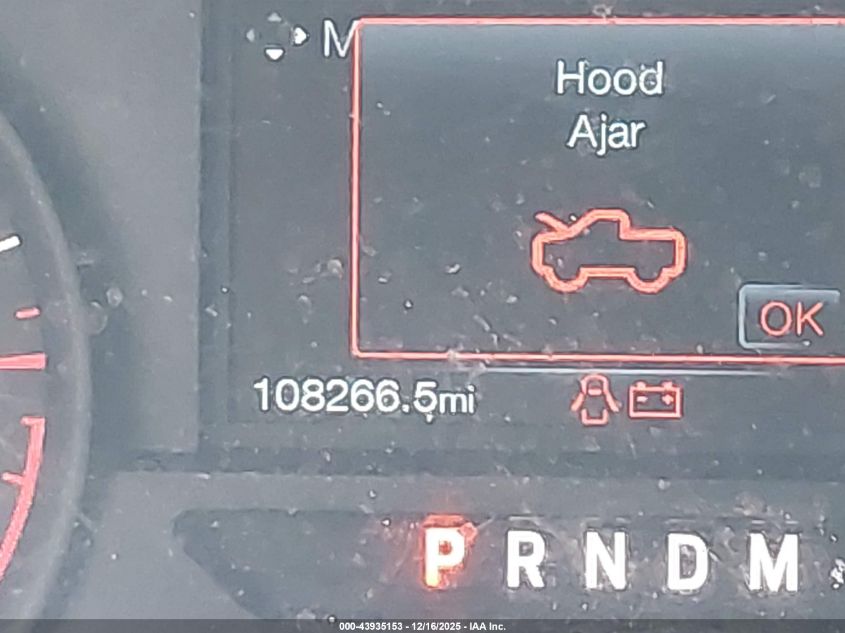 M
Hood
Ajar
OK
108266.5mi
P R N D M
000-43935153 - 12/16/2025 - IAA Inc.